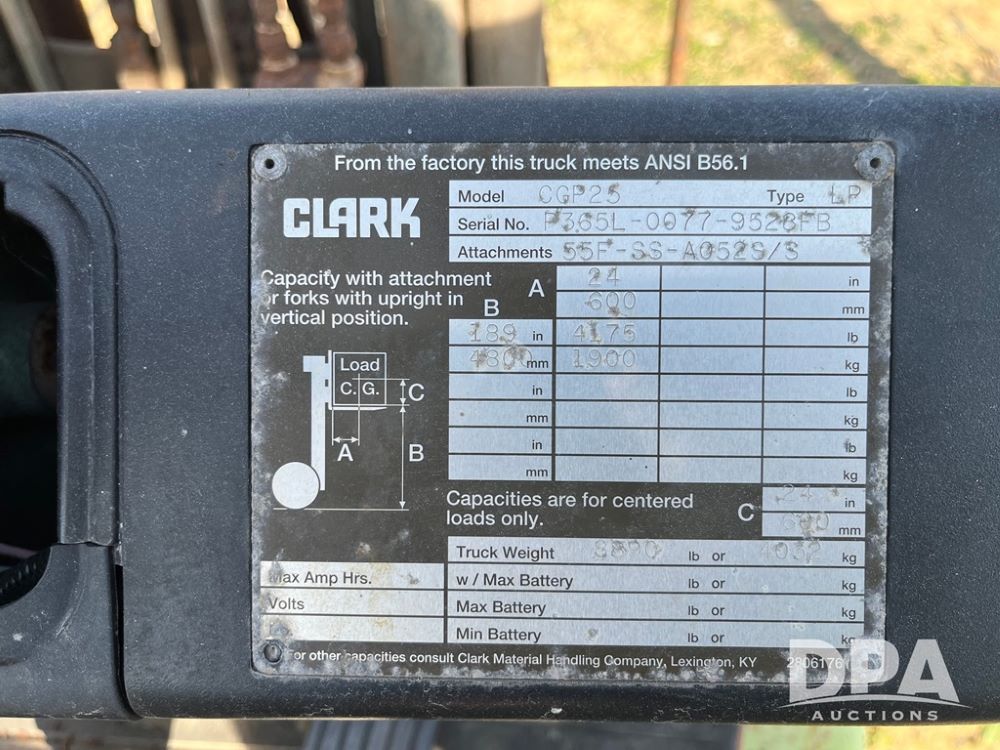 From the factory this truck meets ANSI B56.1
CLARK
Model CGP25 Type LP
Serial No. P365L-0077-9528FB
Attachments 55F-SS-A052S/S
Capacity with attachment
or forks with upright in
vertical position.
A 24 in
B 600 mm
189 in 4175 lb
4800 mm 1900 kg
in lb
mm kg
in lb
mm kg
Load
C. G.
C
A
B
Capacities are for centered
loads only.
C 24 in
600 mm
Truck Weight lb or kg
Max Amp Hrs. w / Max Battery lb or kg
Volts Max Battery lb or kg
Min Battery lb or kg
For other capacities consult Clark Material Handling Company, Lexington, KY 2806176
DPA
AUCTIONS